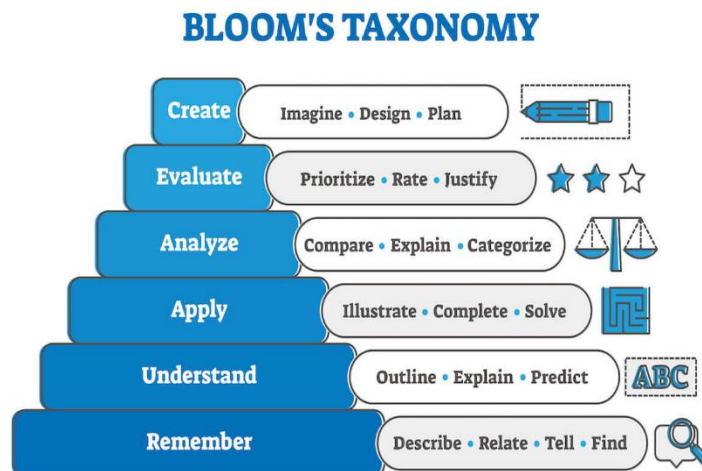 BLOOM'S TAXONOMY
Create
Imagine • Design • Plan
Evaluate
Prioritize • Rate • Justify
Analyze
Compare • Explain • Categorize
Apply
Illustrate • Complete • Solve
Understand
Outline • Explain • Predict
ABC
Remember
Describe • Relate • Tell • Find